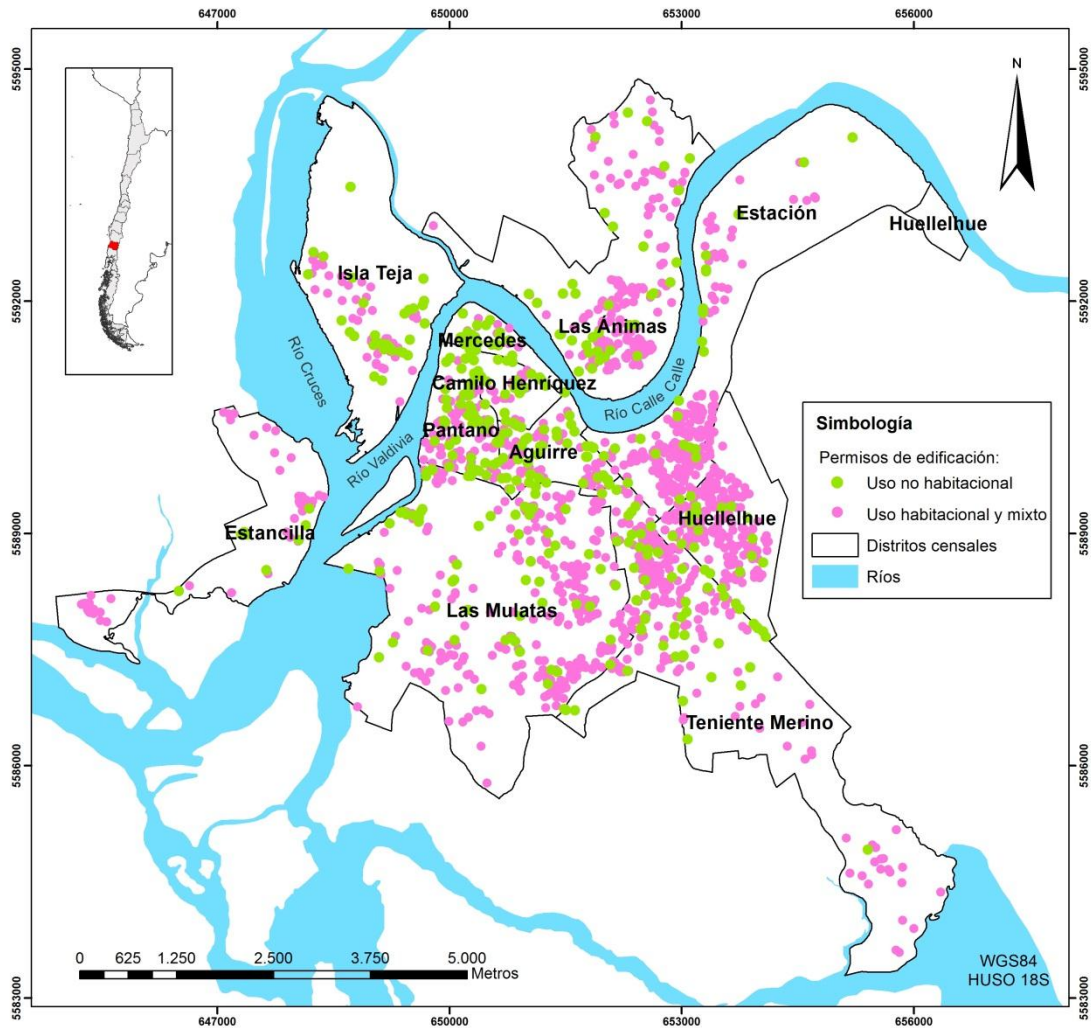 647000
650000
653000
656000
5595000
5595000
N
Estación
Huellelhue
Isla Teja
5592000
5592000
Las Ánimas
Mercedes
Río Cruces
Camilo Henríquez
Río Calle Calle
Pantano
Río Valdivia
Aguirre
Simbología
Permisos de edificación:
Uso no habitacional
Uso habitacional y mixto
Distritos censales
Ríos
Huellelhue
Estancilla
5589000
5589000
Las Mulatas
Teniente Merino
5586000
5586000
0 625 1.250 2.500 3.750 5.000
Metros
WGS84
HUSO 18S
5583000
5583000
647000
650000
653000
656000